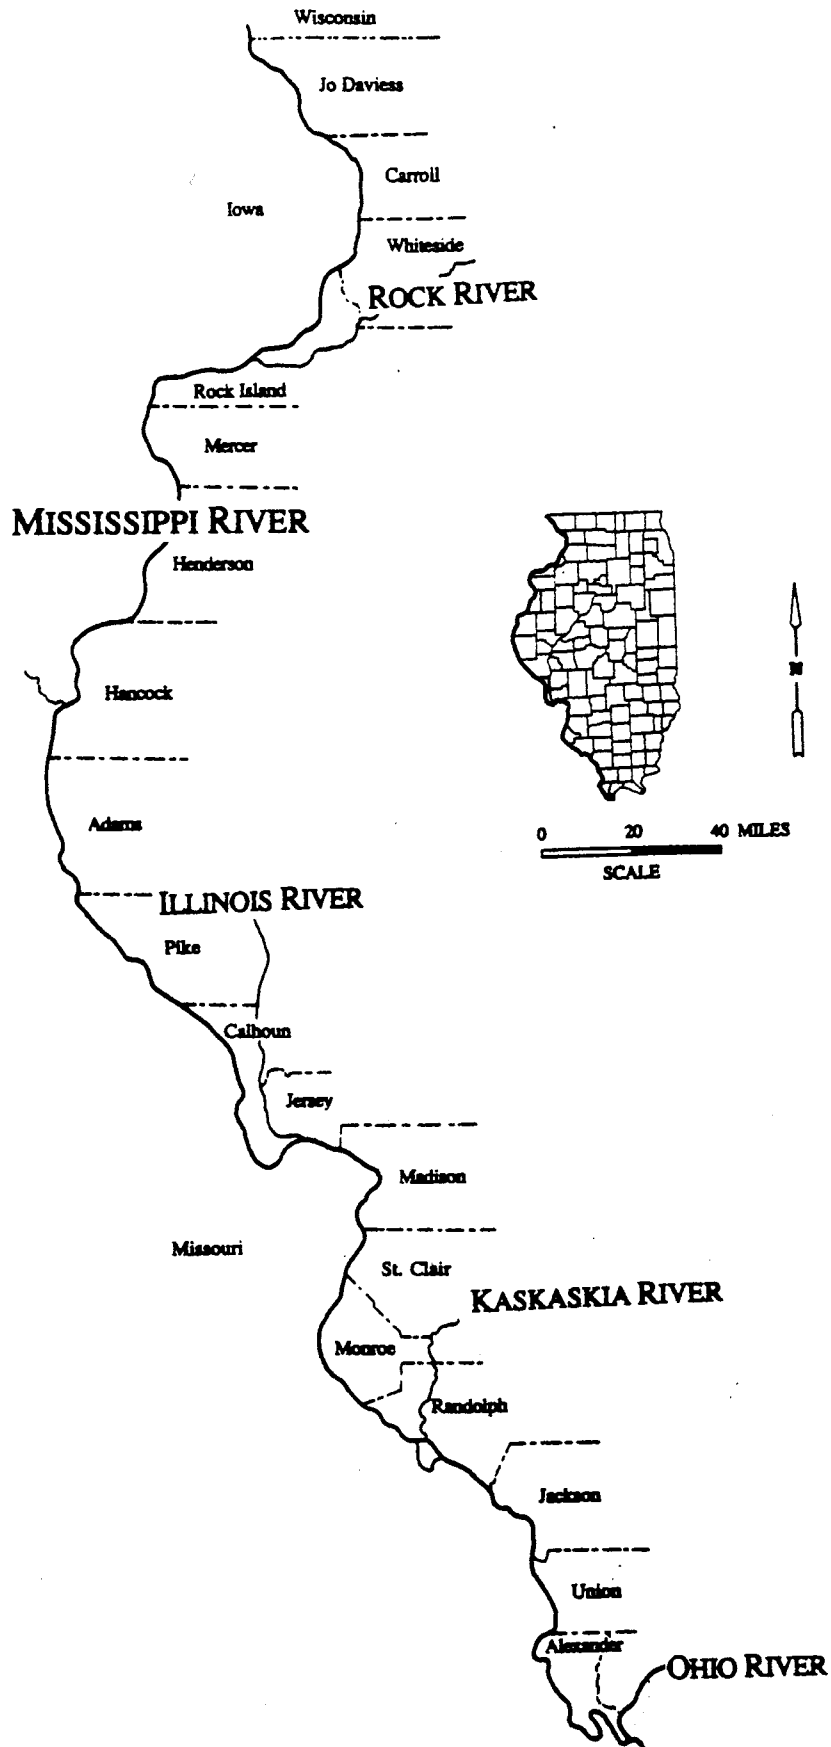 Wisconsin
Jo Daviess
Carroll
Iowa
Whiteside
ROCK RIVER
Rock Island
Mercer
MISSISSIPPI RIVER
Henderson
Hancock
N
Adams
0 20 40 MILES
SCALE
ILLINOIS RIVER
Pike
Calhoun
Jersey
Madison
Missouri
St. Clair
KASKASKIA RIVER
Monroe
Randolph
Jackson
Union
Alexander
OHIO RIVER